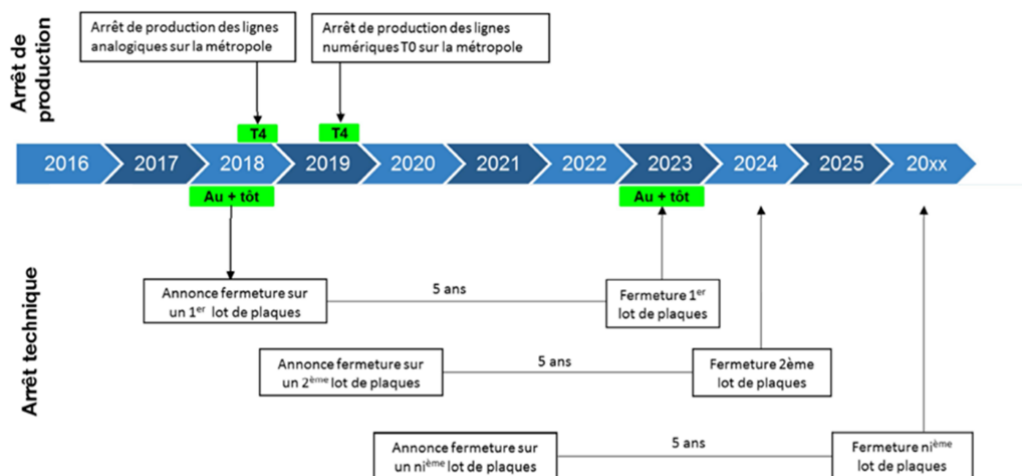 Arrêt de
production
Arrêt de production des lignes
analogiques sur la métropole
Arrêt de production des lignes
numériques T0 sur la métropole
T4
T4
2016
2017
2018
2019
2020
2021
2022
2023
2024
2025
20xx
Au + tôt
Au + tôt
Arrêt technique
Annonce fermeture sur
un 1er lot de plaques
5 ans
Fermeture 1er
lot de plaques
Annonce fermeture sur
un 2ème lot de plaques
5 ans
Fermeture 2ème
lot de plaques
Annonce fermeture sur
un nième lot de plaques
5 ans
Fermeture nième
lot de plaques